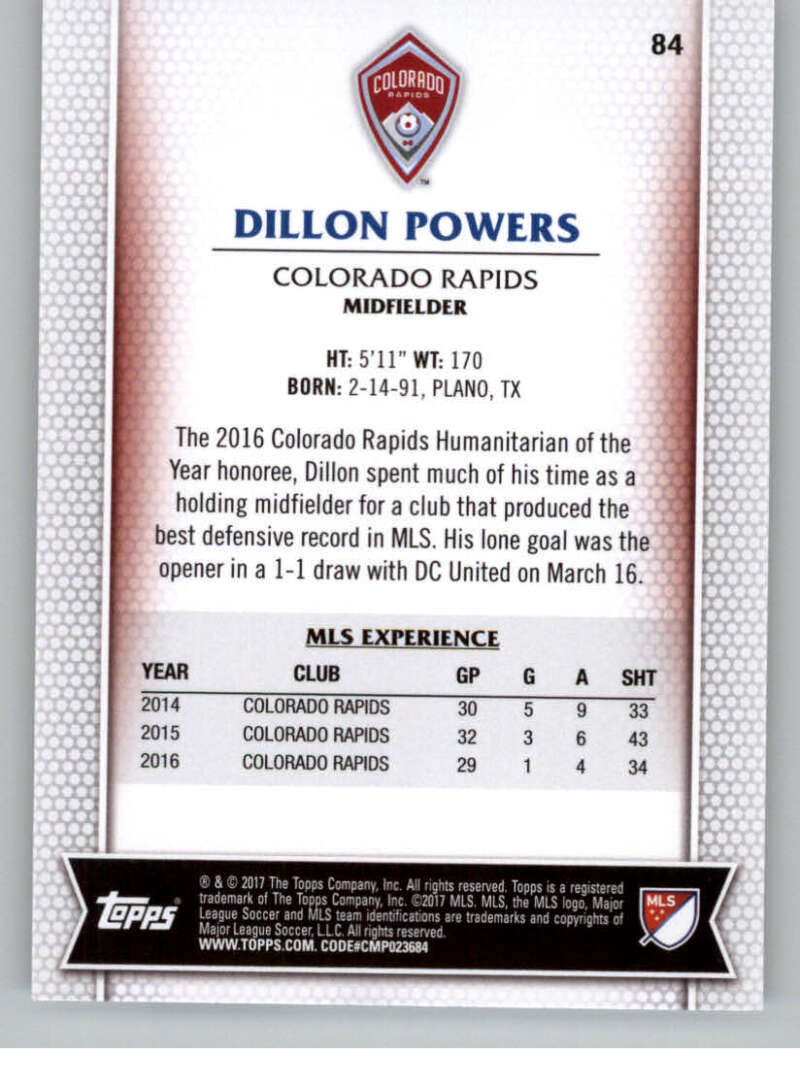 84
COLORADO
RAPIDS
TM
DILLON POWERS
COLORADO RAPIDS
MIDFIELDER
HT: 5'11" WT: 170
BORN: 2-14-91, PLANO, TX
The 2016 Colorado Rapids Humanitarian of the
Year honoree, Dillon spent much of his time as a
holding midfielder for a club that produced the
best defensive record in MLS. His lone goal was the
opener in a 1-1 draw with DC United on March 16.
MLS EXPERIENCE
YEAR CLUB GP G A SHT
2014 COLORADO RAPIDS 30 5 9 33
2015 COLORADO RAPIDS 32 3 6 43
2016 COLORADO RAPIDS 29 1 4 34
topps
® & © 2017 The Topps Company, Inc. All rights reserved. Topps is a registered
trademark of The Topps Company, Inc. ©2017 MLS. MLS, the MLS logo, Major
League Soccer and MLS team identifications are trademarks and copyrights of
Major League Soccer, L.L.C. All rights reserved.
WWW.TOPPS.COM. CODE#CMP023684
MLS